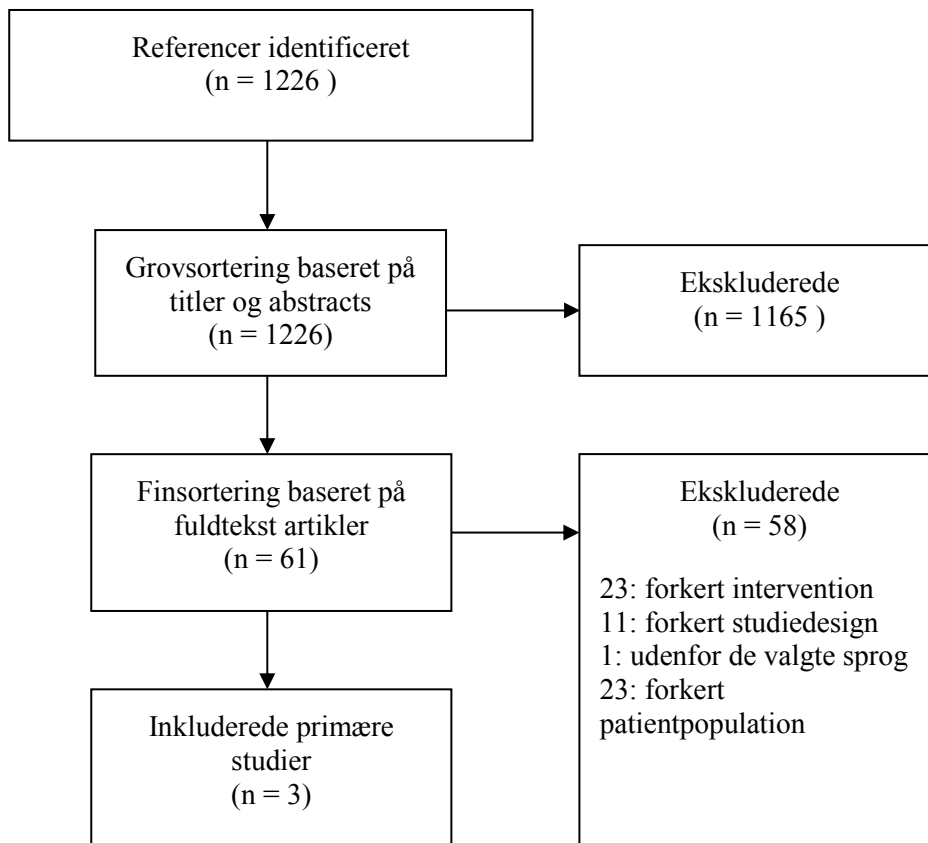 Referencer identificeret
(n = 1226 )
Grovsortering baseret på
titler og abstracts
(n = 1226)
Ekskluderede
(n = 1165 )
Finsortering baseret på
fuldtekst artikler
(n = 61)
Ekskluderede
(n = 58)
23: forkert intervention
11: forkert studiedesign
1: udenfor de valgte sprog
23: forkert
patientpopulation
Inkluderede primære
studier
(n = 3)